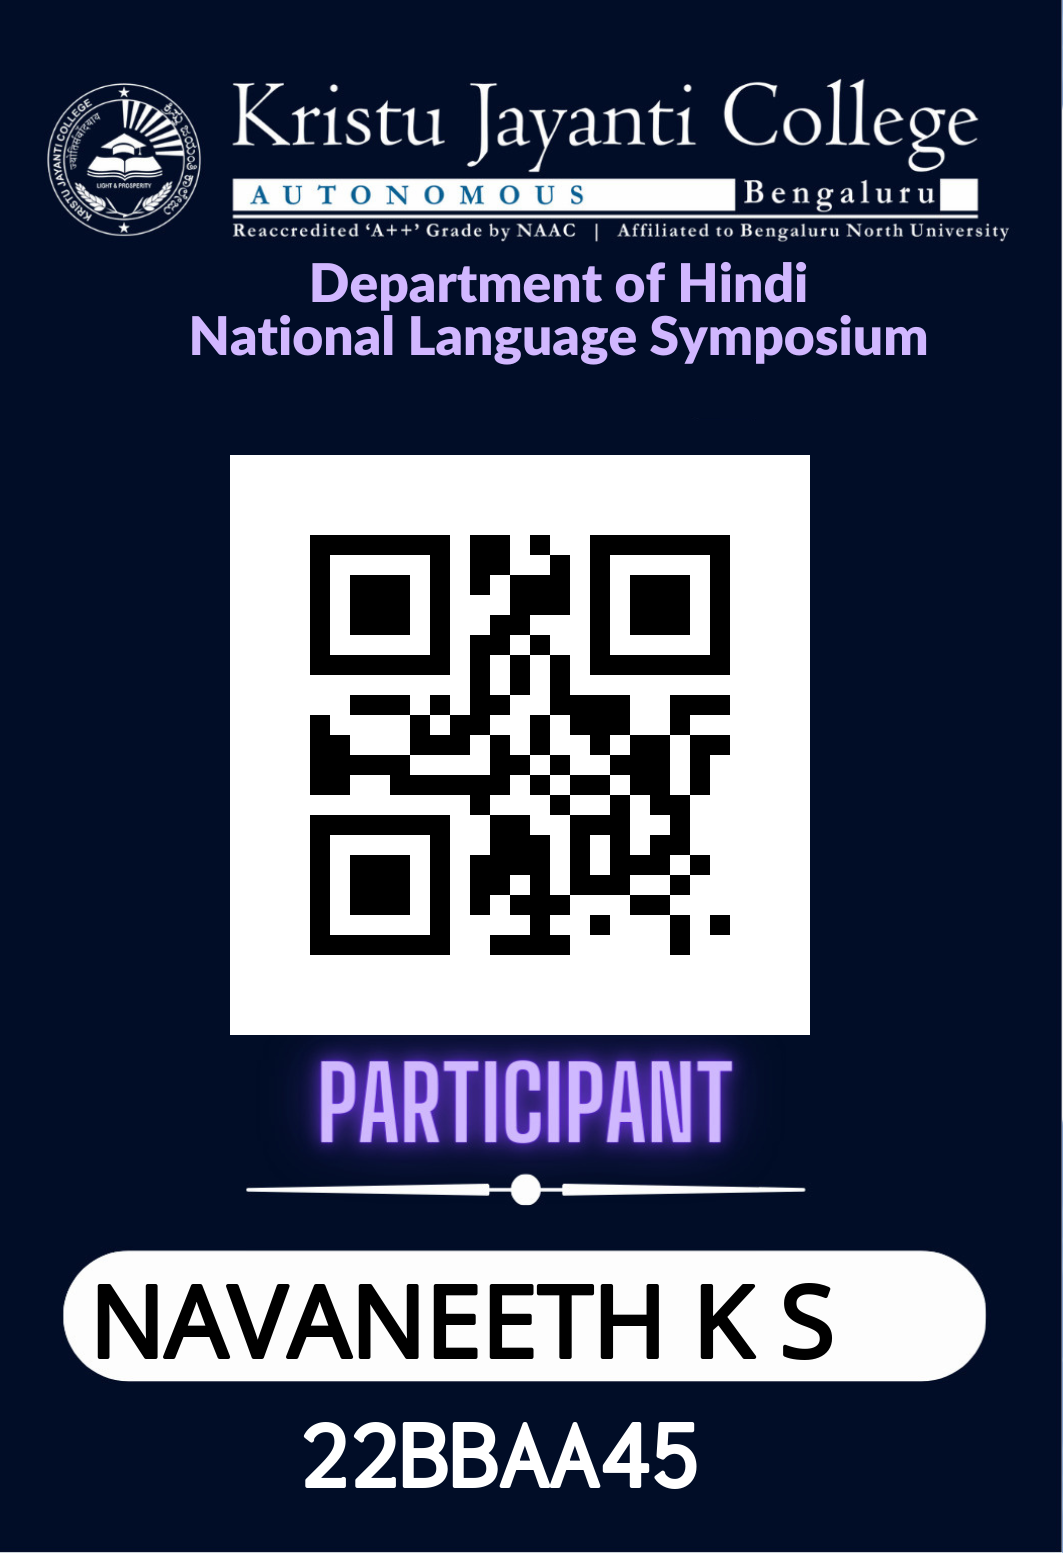 Kristu Jayanti College
AUTONOMOUS Bengaluru
Reaccredited ‘A++’ Grade by NAAC | Affiliated to Bengaluru North University
KRISTU JAYANTI COLLEGE
LIGHT & PROSPERITY
Department of Hindi
National Language Symposium
PARTICIPANT
NAVANEETH K S
22BBAA45